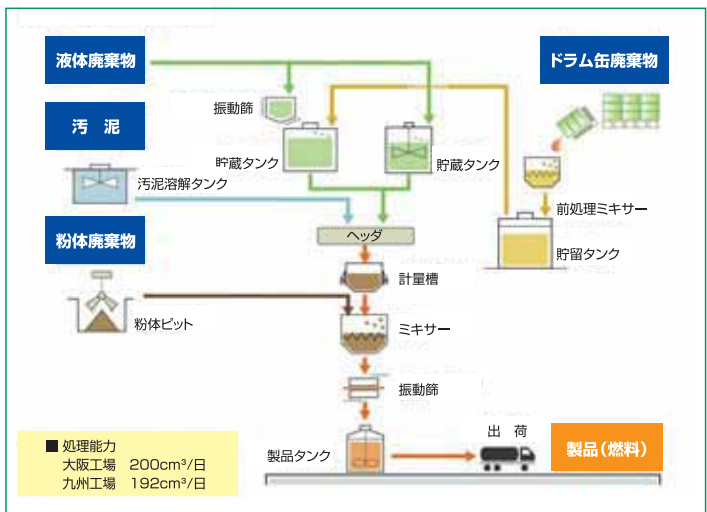 液体廃棄物
ドラム缶廃棄物
振動篩
汚　泥
貯蔵タンク
貯蔵タンク
汚泥溶解タンク
前処理ミキサー
粉体廃棄物
ヘッダ
貯留タンク
計量槽
粉体ピット
ミキサー
振動篩
出　荷
製品タンク
製品（燃料）
■ 処理能力
大阪工場　200cm³/日
九州工場　192cm³/日